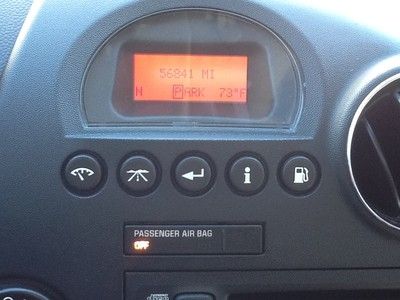 56841 MI
N PARK 73°F
i
PASSENGER AIR BAG
OFF